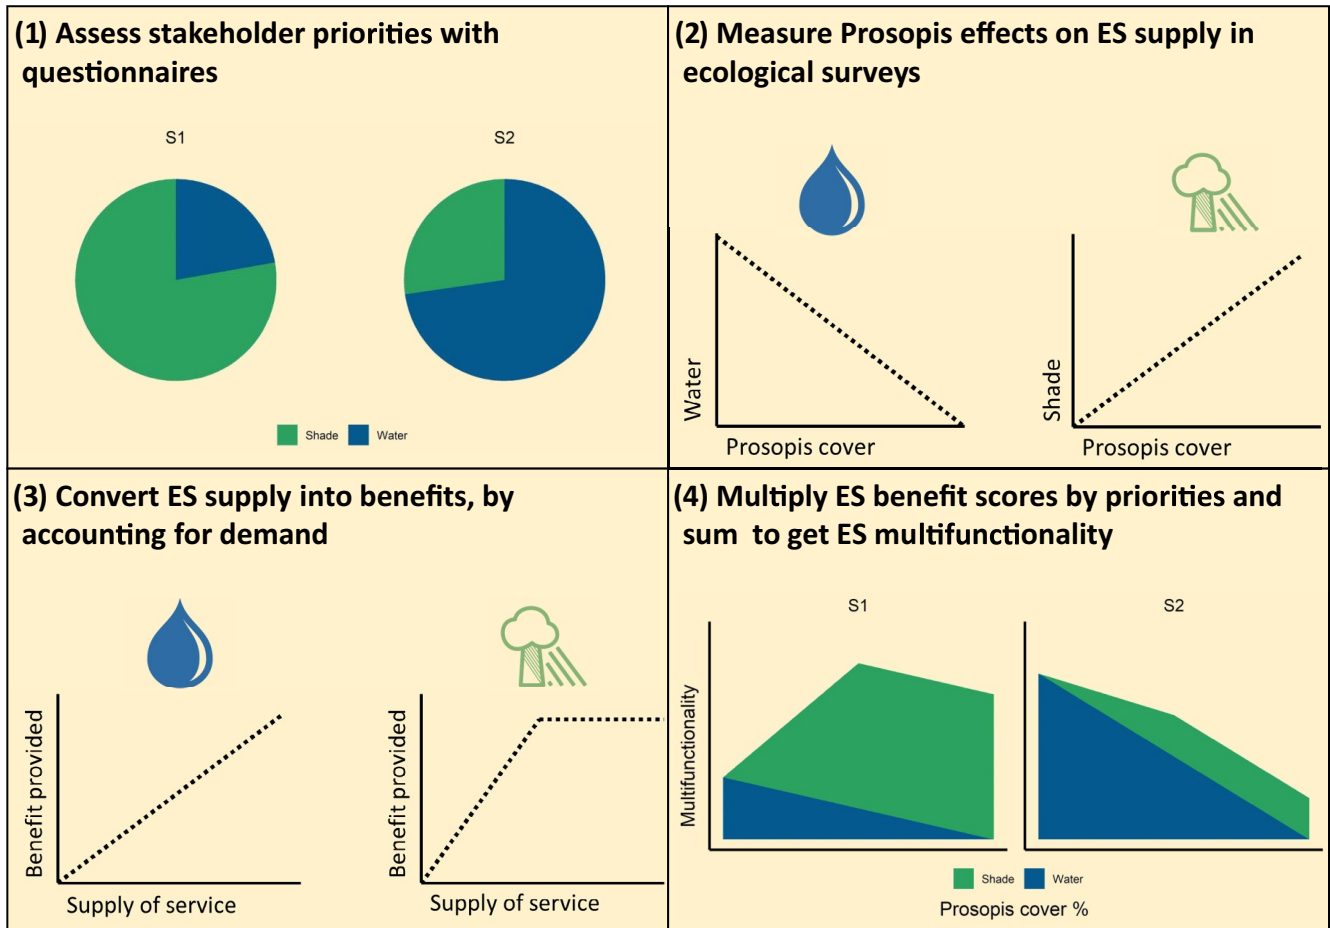 (1) Assess stakeholder priorities with
questionnaires
S1
S2
Shade
Water
(2) Measure Prosopis effects on ES supply in
ecological surveys
Water
Prosopis cover
Shade
Prosopis cover
(3) Convert ES supply into benefits, by
accounting for demand
Benefit provided
Supply of service
Benefit provided
Supply of service
(4) Multiply ES benefit scores by priorities and
sum to get ES multifunctionality
S1
S2
Multifunctionality
Shade
Water
Prosopis cover %